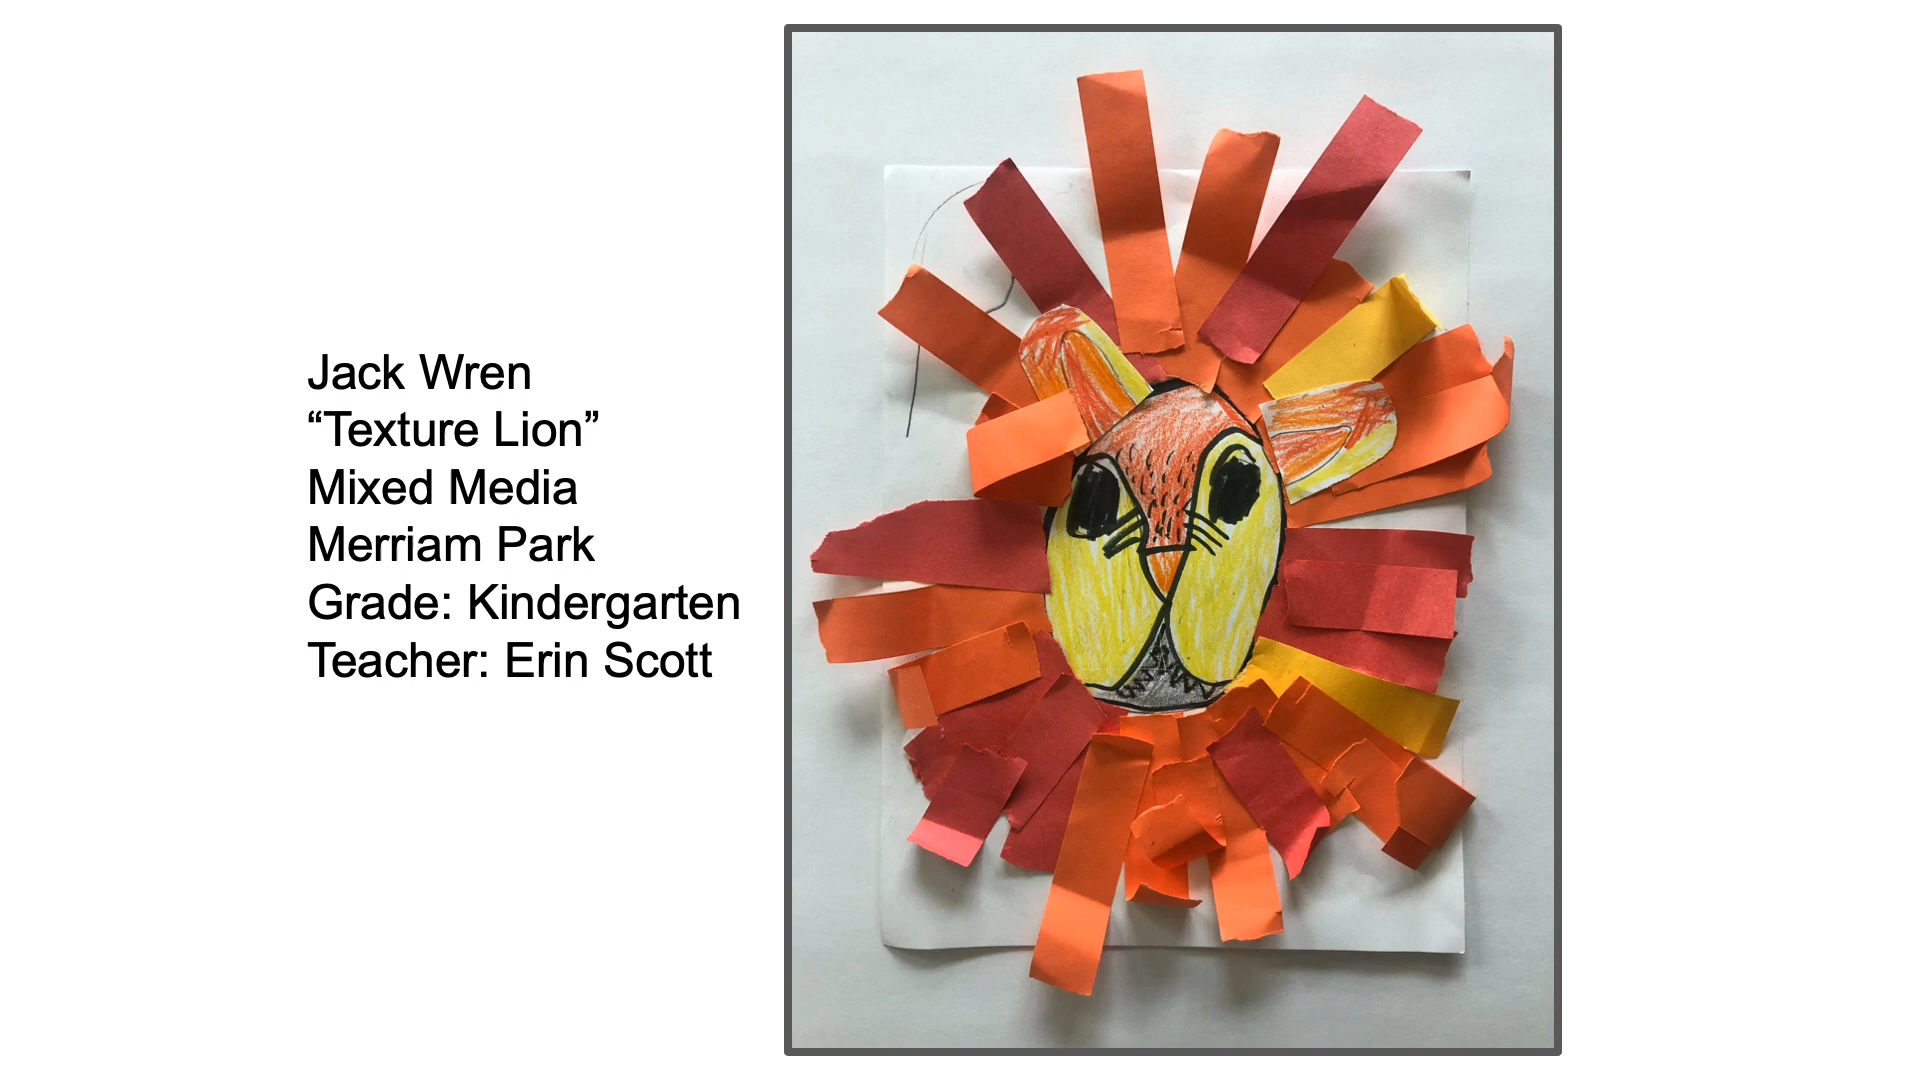 Jack Wren
“Texture Lion”
Mixed Media
Merriam Park
Grade: Kindergarten
Teacher: Erin Scott